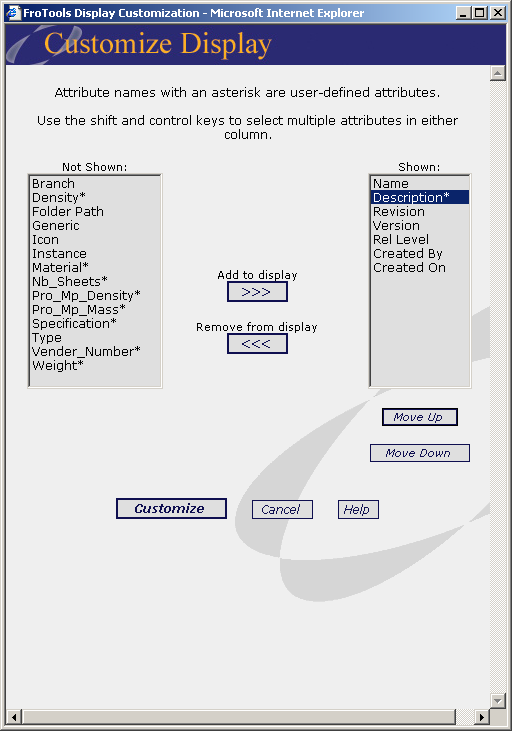 FroTools Display Customization - Microsoft Internet Explorer
Customize Display
Attribute names with an asterisk are user-defined attributes.
Use the shift and control keys to select multiple attributes in either
column.
Not Shown:
Branch
Density*
Folder Path
Generic
Icon
Instance
Material*
Nb_Sheets*
Pro_Mp_Density*
Pro_Mp_Mass*
Specification*
Type
Vender_Number*
Weight*
Add to display
>>>
Remove from display
<<<
Shown:
Name
Description*
Revision
Version
Rel Level
Created By
Created On
Move Up
Move Down
Customize
Cancel
Help